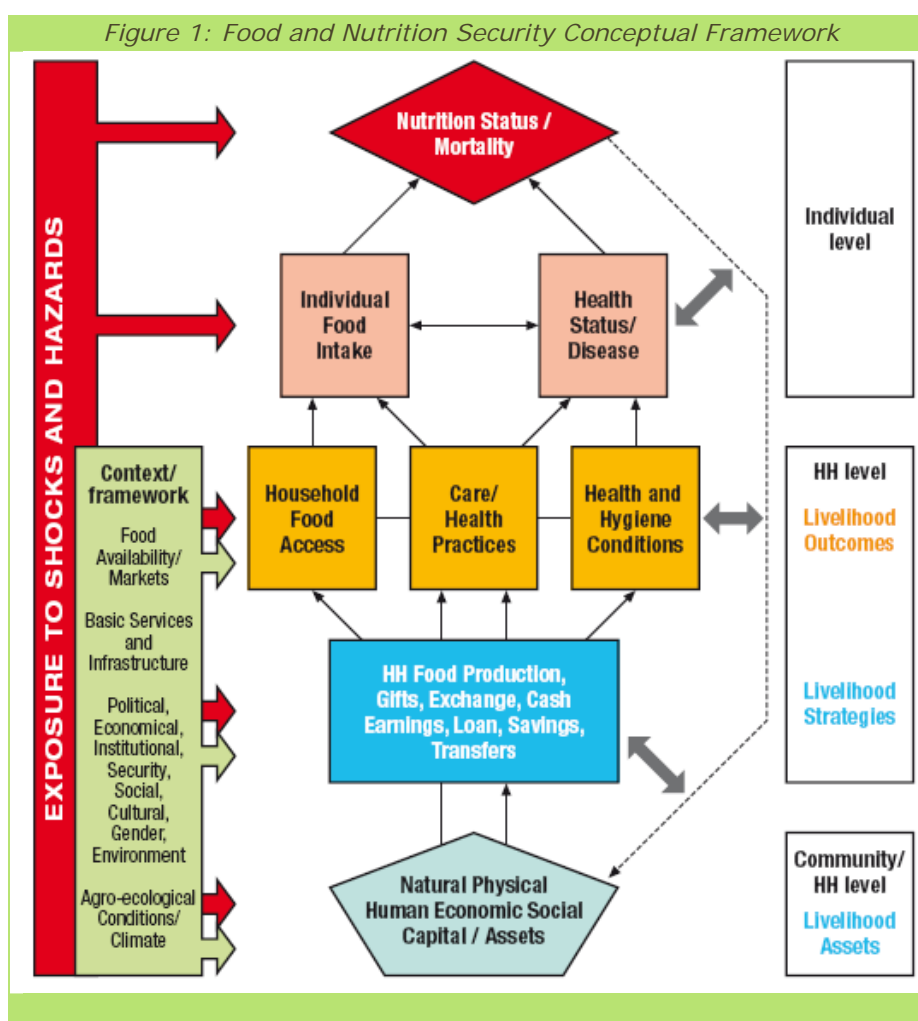 Figure 1: Food and Nutrition Security Conceptual Framework
EXPOSURE TO SHOCKS AND HAZARDS
Nutrition Status /
Mortality
Individual
Food
Intake
Health
Status/
Disease
Individual
level
Context/
framework
Food
Availability/
Markets
Basic Services
and
Infrastructure
Political,
Economical,
Institutional,
Security,
Social,
Cultural,
Gender,
Environment
Agro-ecological
Conditions/
Climate
Household
Food
Access
Care/
Health
Practices
Health and
Hygiene
Conditions
HH level
Livelihood
Outcomes
HH Food Production,
Gifts, Exchange, Cash
Earnings, Loan, Savings,
Transfers
Livelihood
Strategies
Natural Physical
Human Economic Social
Capital / Assets
Community/
HH level
Livelihood
Assets